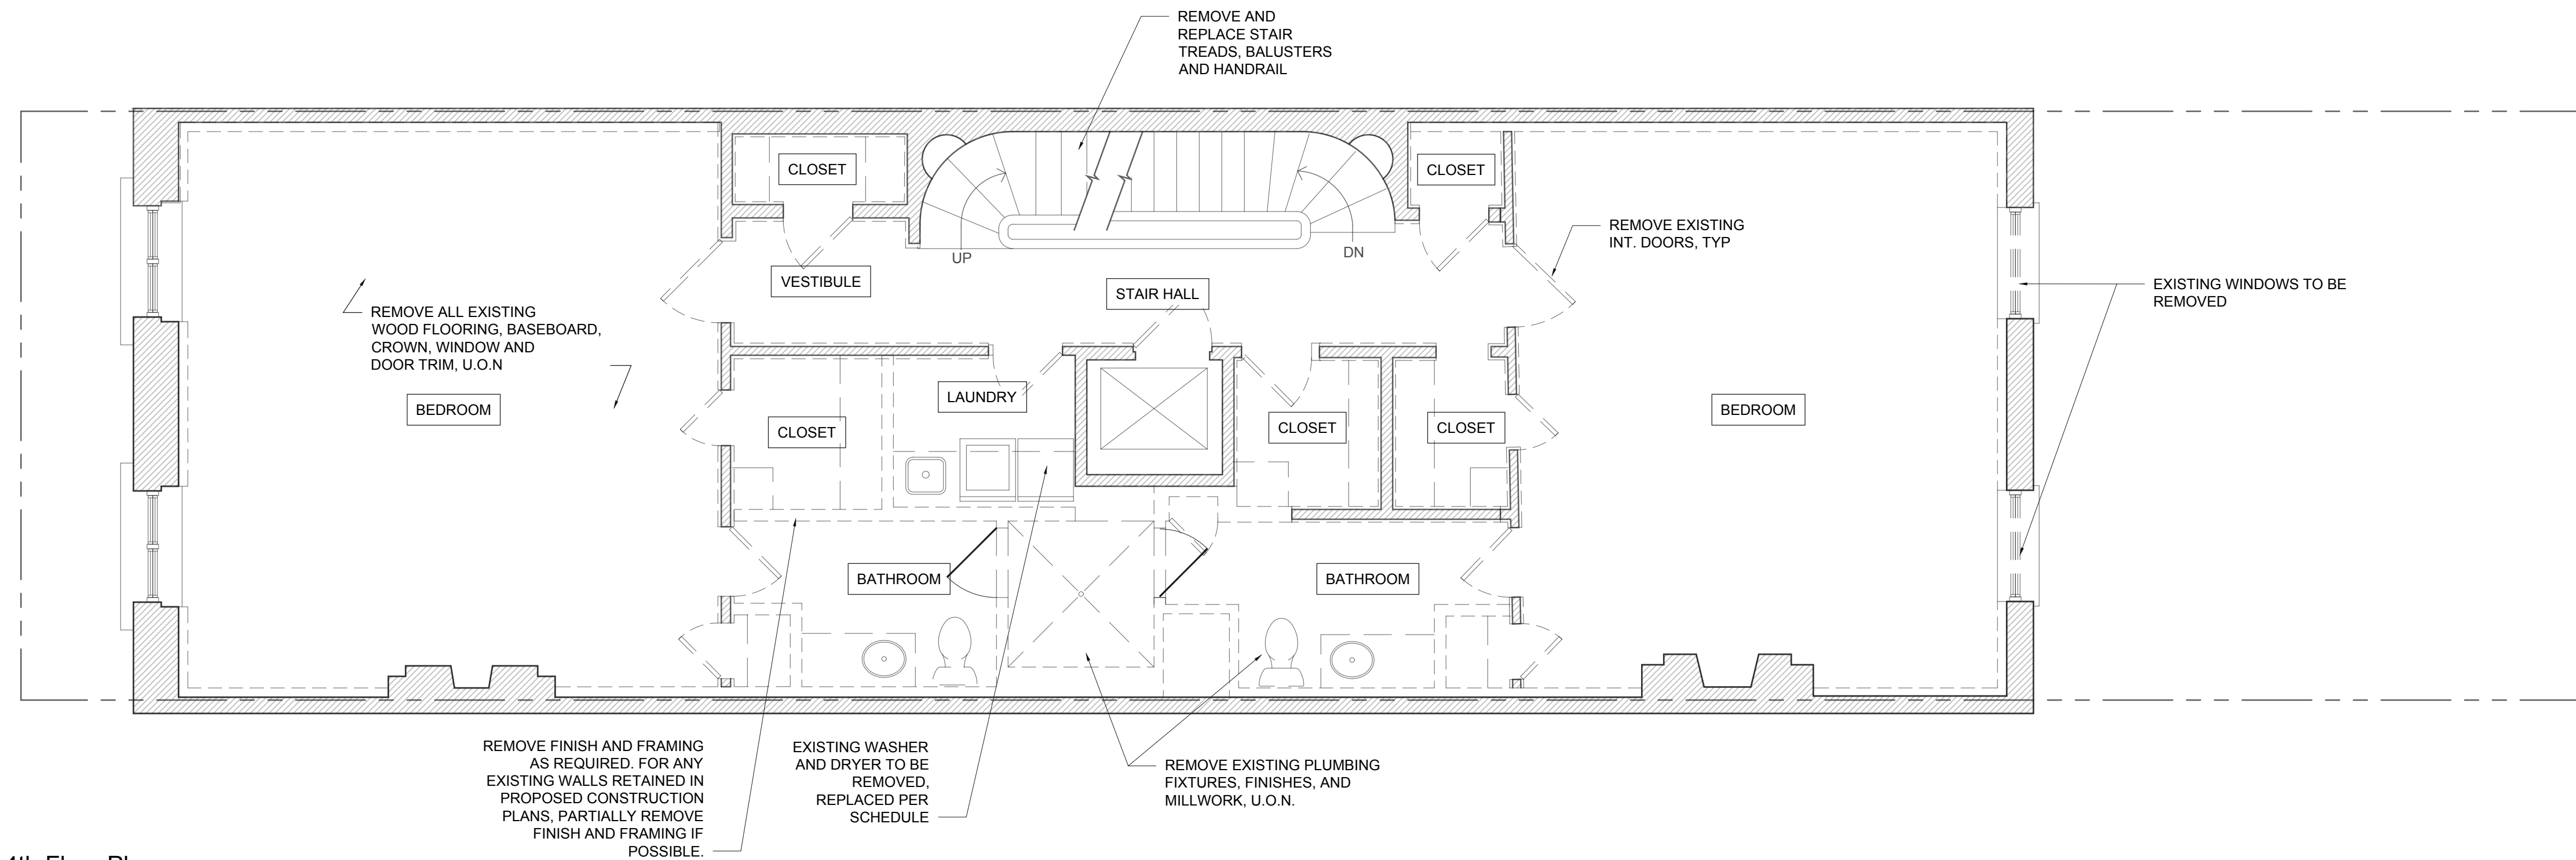 REMOVE AND
REPLACE STAIR
TREADS, BALUSTERS
AND HANDRAIL
CLOSET
CLOSET
REMOVE EXISTING
INT. DOORS, TYP
UP
DN
VESTIBULE
STAIR HALL
EXISTING WINDOWS TO BE
REMOVED
REMOVE ALL EXISTING
WOOD FLOORING, BASEBOARD,
CROWN, WINDOW AND
DOOR TRIM, U.O.N
BEDROOM
LAUNDRY
CLOSET
CLOSET
CLOSET
BEDROOM
BATHROOM
BATHROOM
REMOVE FINISH AND FRAMING
AS REQUIRED. FOR ANY
EXISTING WALLS RETAINED IN
PROPOSED CONSTRUCTION
PLANS, PARTIALLY REMOVE
FINISH AND FRAMING IF
POSSIBLE.
EXISTING WASHER
AND DRYER TO BE
REMOVED,
REPLACED PER
SCHEDULE
REMOVE EXISTING PLUMBING
FIXTURES, FINISHES, AND
MILLWORK, U.O.N.
4th Floor